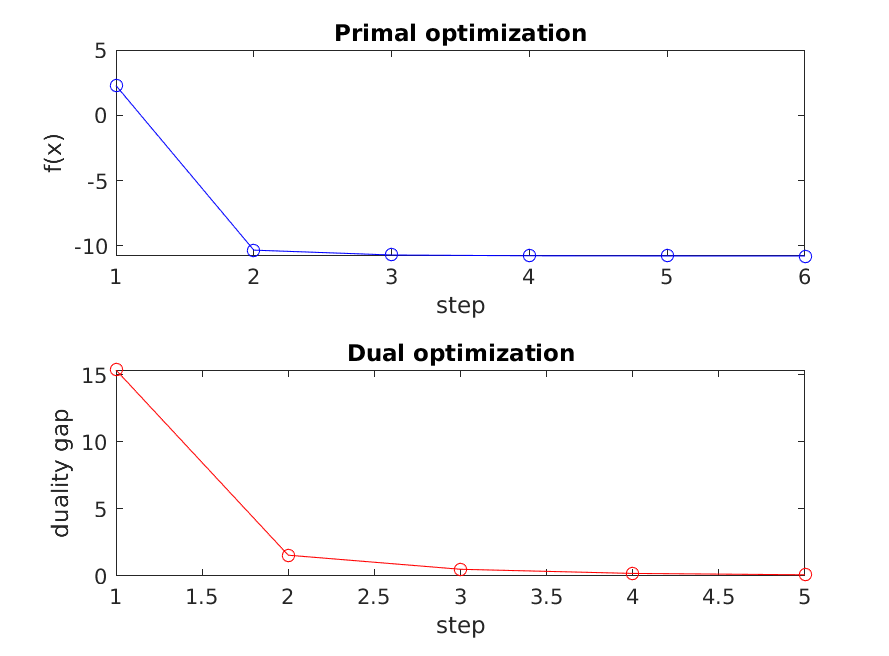 Primal optimization
5
0
-5
-10
f(x)
1 2 3 4 5 6
step
Dual optimization
15
10
5
0
duality gap
1 1.5 2 2.5 3 3.5 4 4.5 5
step